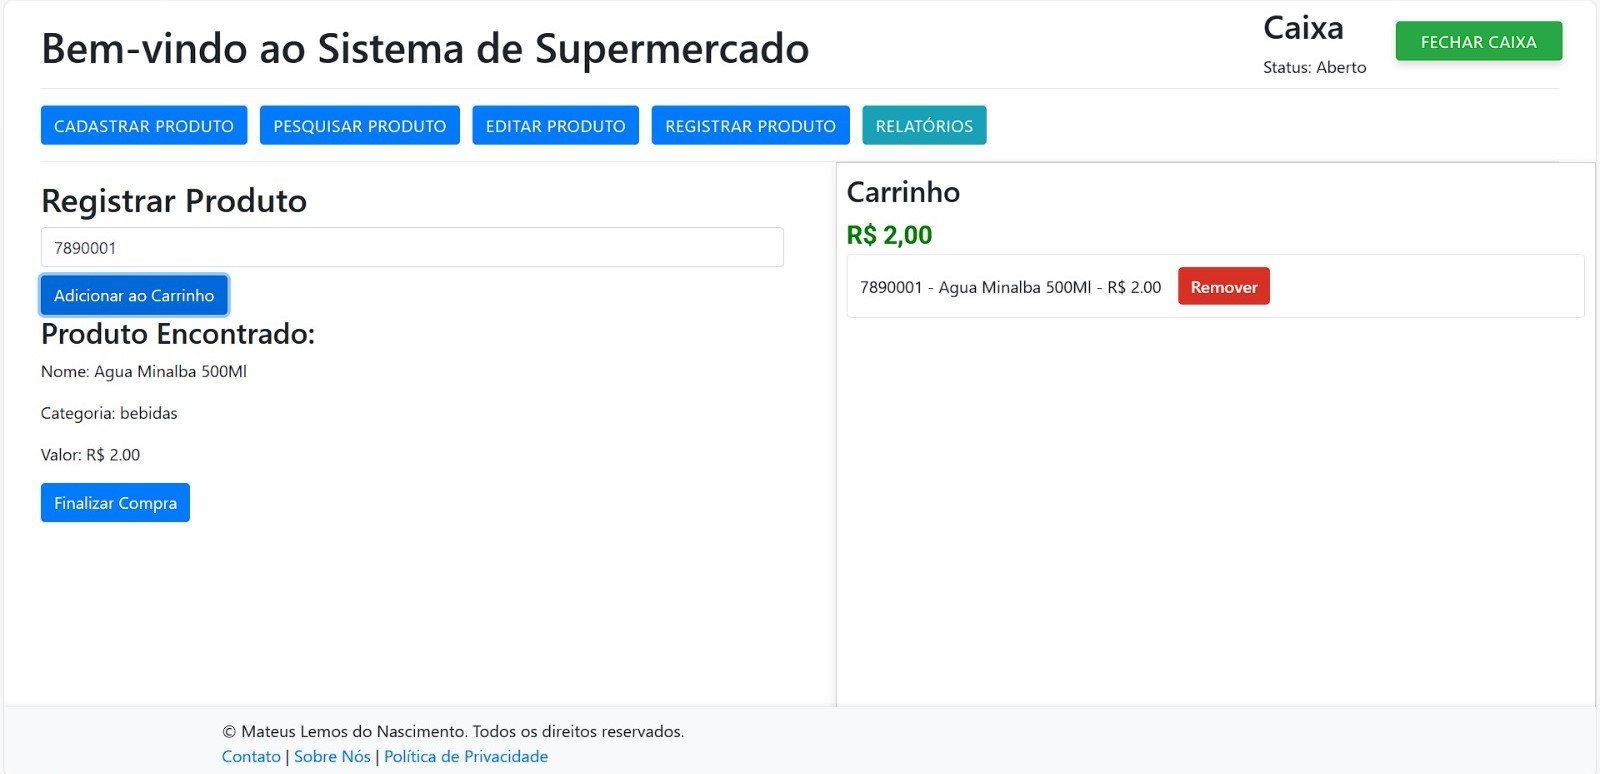 Bem-vindo ao Sistema de Supermercado
Caixa
Status: Aberto
FECHAR CAIXA
CADASTRAR PRODUTO
PESQUISAR PRODUTO
EDITAR PRODUTO
REGISTRAR PRODUTO
RELATÓRIOS
Registrar Produto
7890001
Adicionar ao Carrinho
Produto Encontrado:
Nome: Agua Minalba 500Ml
Categoria: bebidas
Valor: R$ 2.00
Finalizar Compra
Carrinho
R$ 2,00
7890001 - Agua Minalba 500Ml - R$ 2.00 Remover
© Mateus Lemos do Nascimento. Todos os direitos reservados.
Contato | Sobre Nós | Política de Privacidade